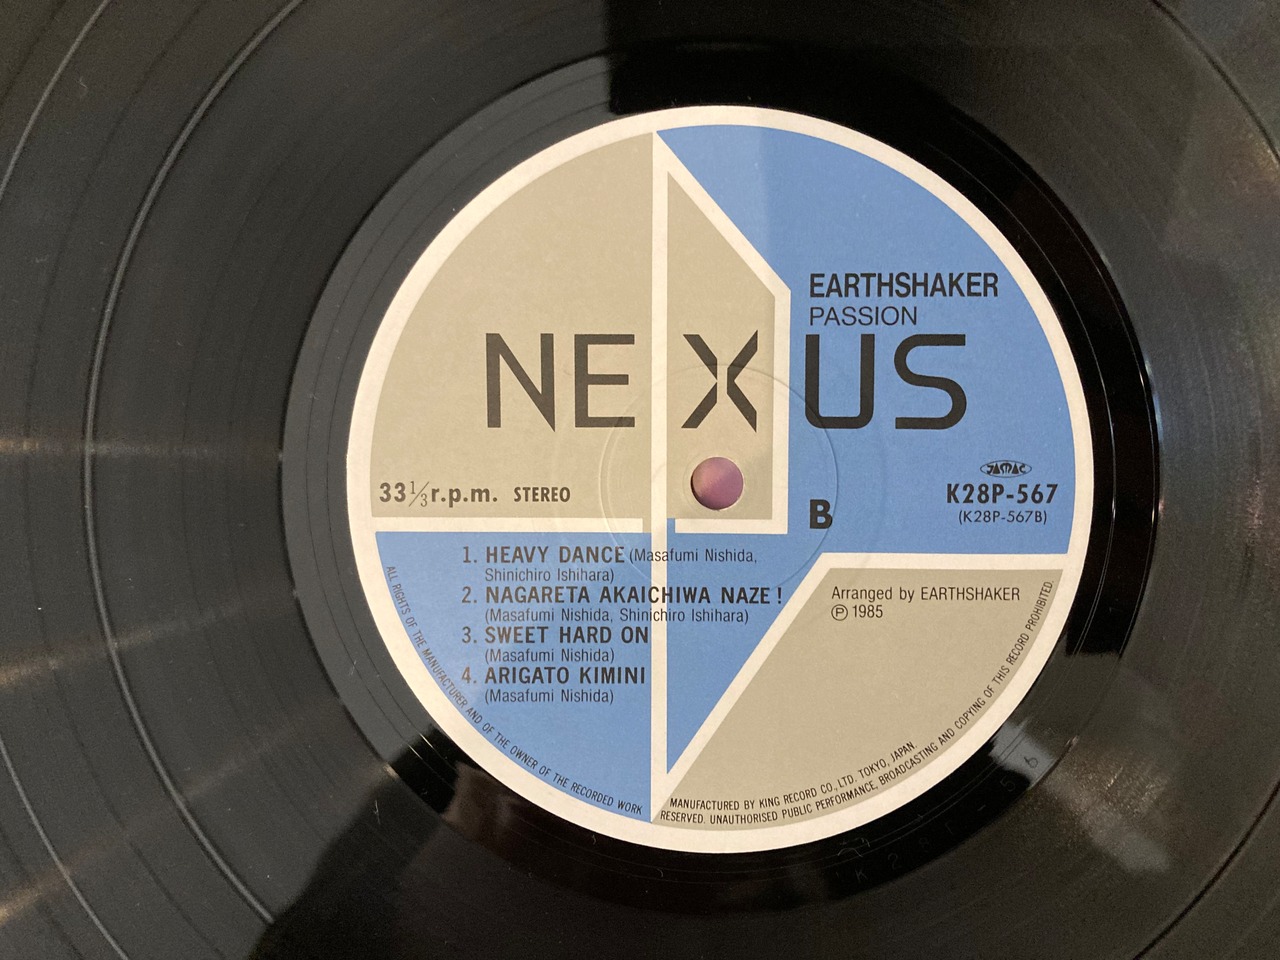 EARTHSHAKER
PASSION
NEXUS
33 1/3 r.p.m. STEREO
JASRAC
K28P-567
(K28P-567B)
B
1. HEAVY DANCE (Masafumi Nishida,
Shinichiro Ishihara)
2. NAGARETA AKAICHIWA NAZE !
(Masafumi Nishida, Shinichiro Ishihara)
3. SWEET HARD ON
(Masafumi Nishida)
4. ARIGATO KIMINI
(Masafumi Nishida)
Arranged by EARTHSHAKER
Ⓟ 1985
ALL RIGHTS OF THE MANUFACTURER AND OF THE OWNER OF THE RECORDED WORK
RESERVED. UNAUTHORISED PUBLIC PERFORMANCE, BROADCASTING AND COPYING OF THIS RECORD PROHIBITED.
MANUFACTURED BY KING RECORD CO., LTD. TOKYO, JAPAN.